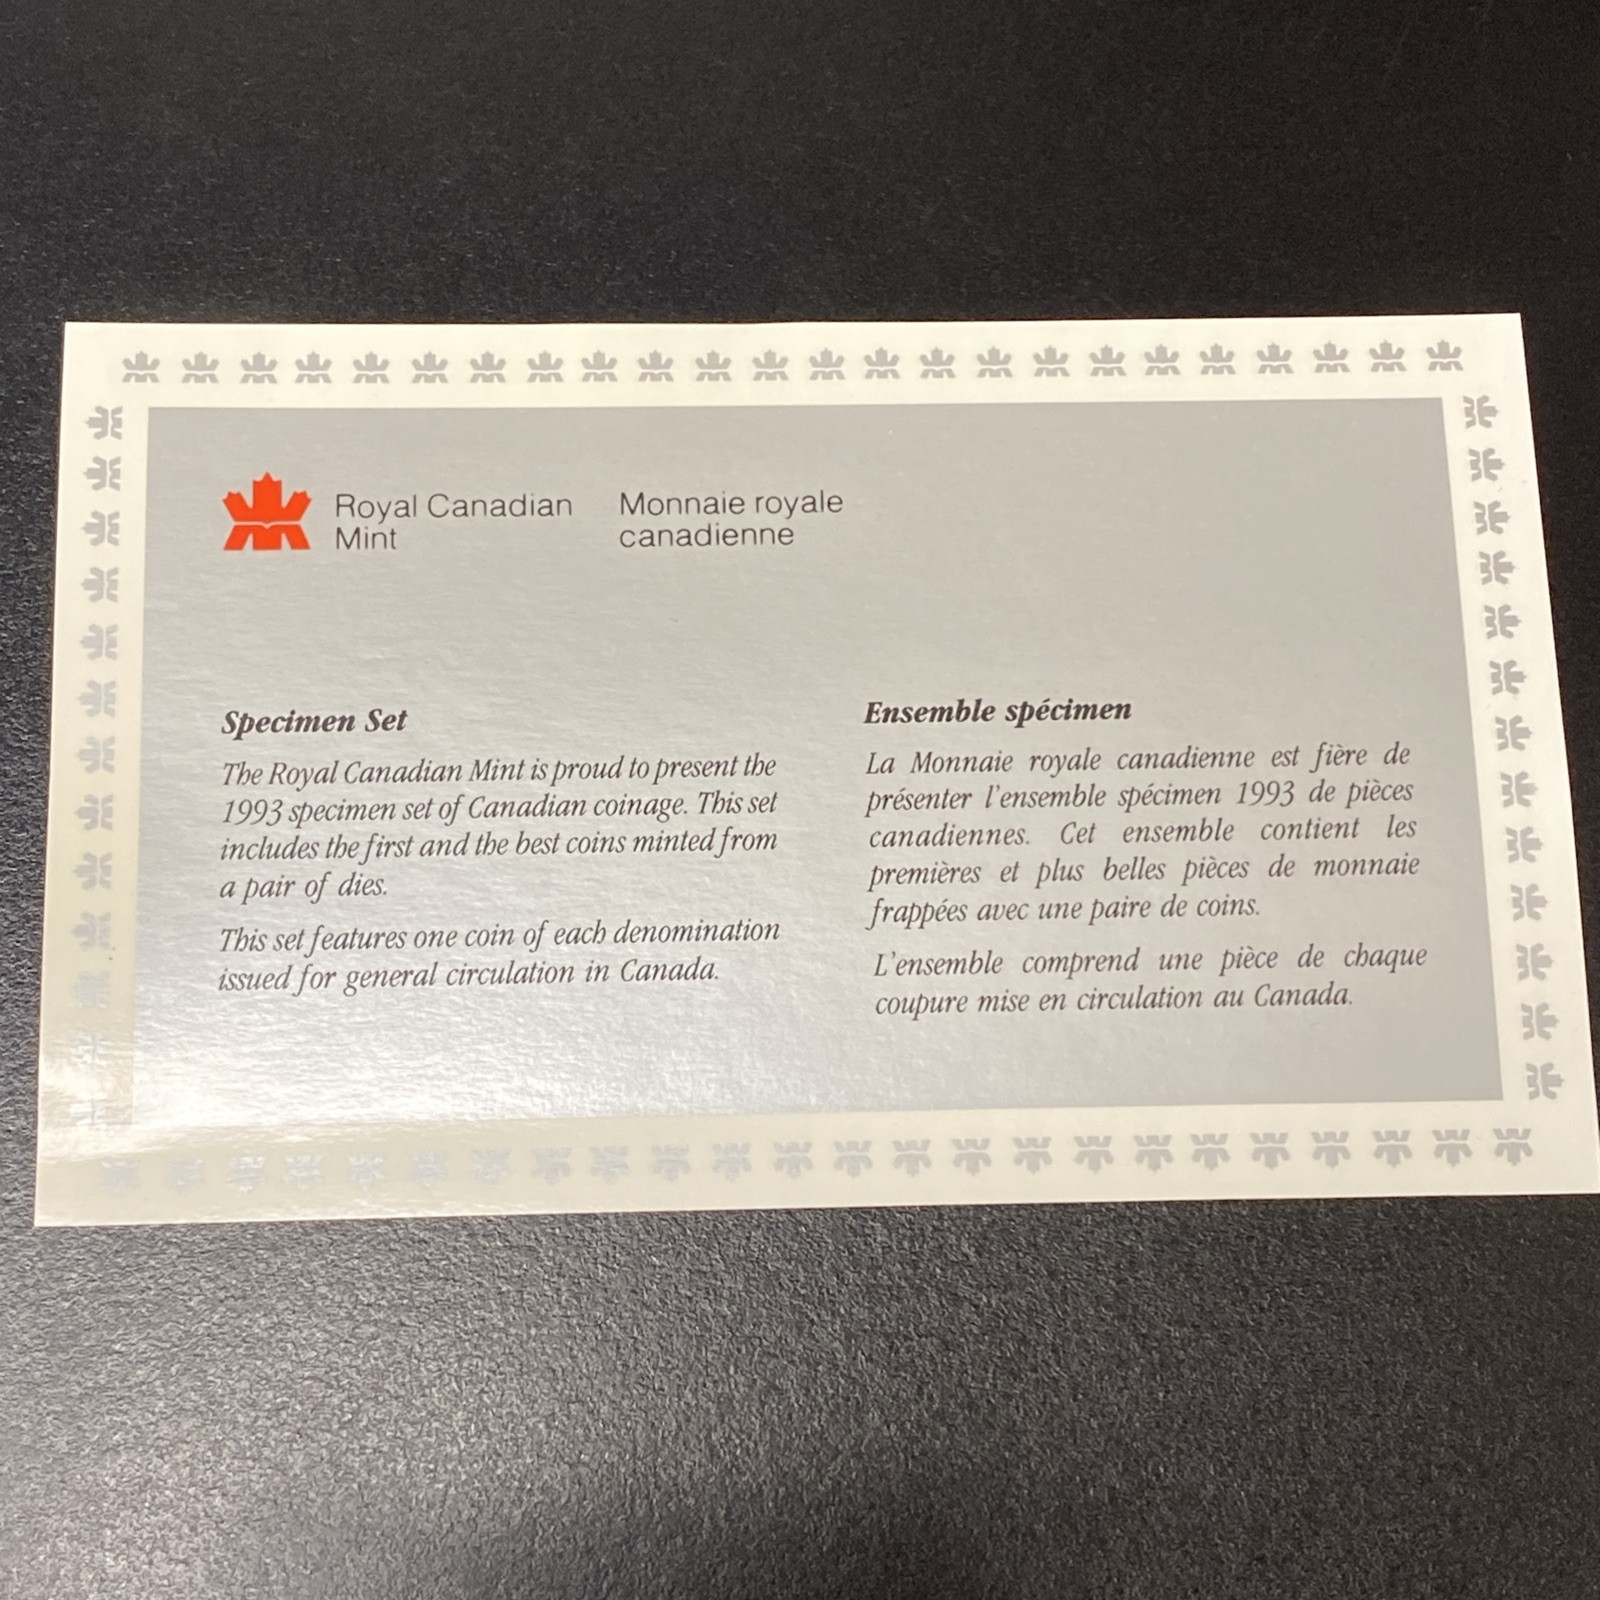 Royal Canadian
Mint
Monnaie royale
canadienne
Specimen Set
The Royal Canadian Mint is proud to present the
1993 specimen set of Canadian coinage. This set
includes the first and the best coins minted from
a pair of dies.
This set features one coin of each denomination
issued for general circulation in Canada.
Ensemble spécimen
La Monnaie royale canadienne est fière de
présenter l'ensemble spécimen 1993 de pièces
canadiennes. Cet ensemble contient les
premières et plus belles pièces de monnaie
frappées avec une paire de coins.
L'ensemble comprend une pièce de chaque
coupure mise en circulation au Canada.